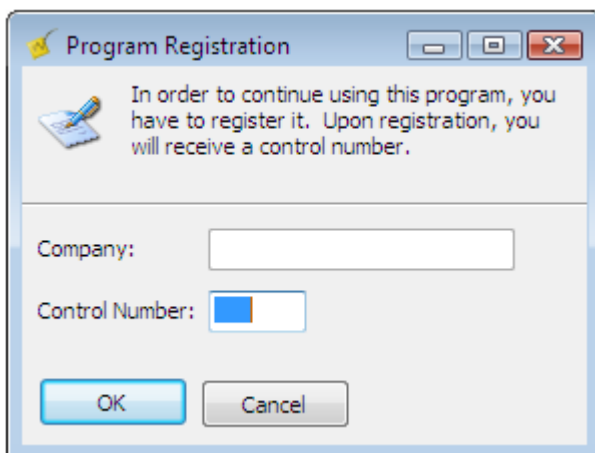 Program Registration
In order to continue using this program, you
have to register it.  Upon registration, you
will receive a control number.
Company:
Control Number:
OK
Cancel